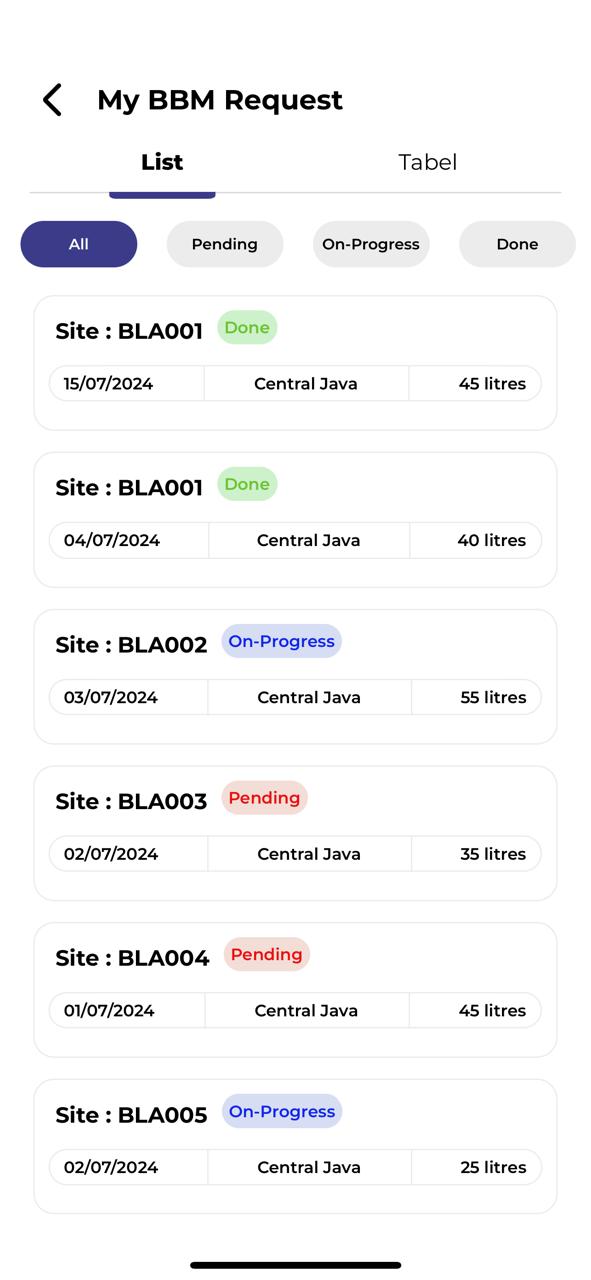 My BBM Request
List Tabel
All Pending On-Progress Done
Site : BLA001 Done
15/07/2024 Central Java 45 litres
Site : BLA001 Done
04/07/2024 Central Java 40 litres
Site : BLA002 On-Progress
03/07/2024 Central Java 55 litres
Site : BLA003 Pending
02/07/2024 Central Java 35 litres
Site : BLA004 Pending
01/07/2024 Central Java 45 litres
Site : BLA005 On-Progress
02/07/2024 Central Java 25 litres